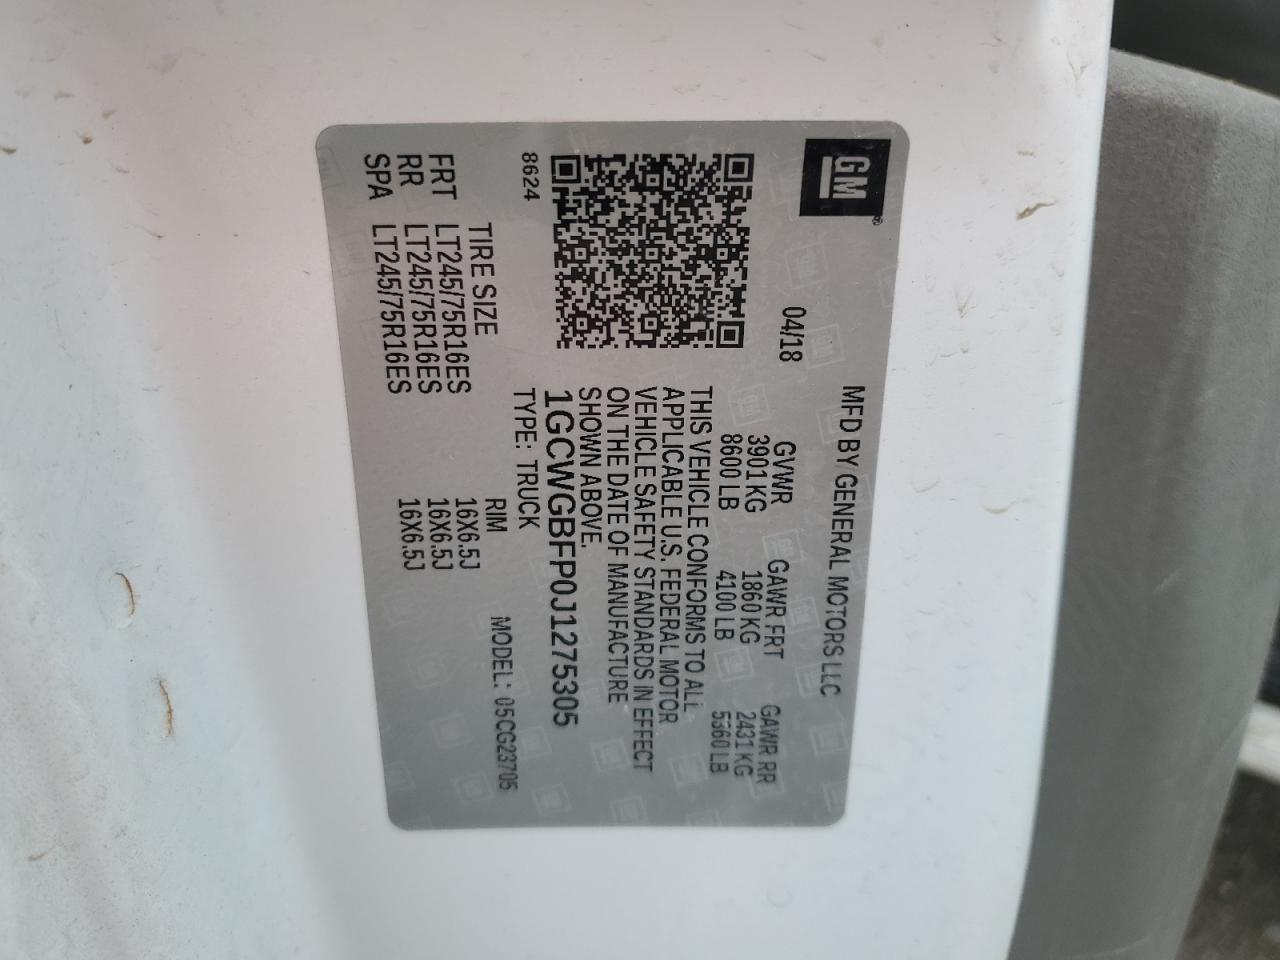 GM®
MFD BY GENERAL MOTORS LLC
04/18
GVWR GAWR FRT GAWR RR
3901 KG 1860 KG 2431 KG
8600 LB 4100 LB 5360 LB
THIS VEHICLE CONFORMS TO ALL
APPLICABLE U.S. FEDERAL MOTOR
VEHICLE SAFETY STANDARDS IN EFFECT
ON THE DATE OF MANUFACTURE
SHOWN ABOVE.
1GCWGBFP0J1275305
8624
TYPE: TRUCK
MODEL: 05CG23705
TIRE SIZE RIM
FRT LT245/75R16ES 16X6.5J
RR LT245/75R16ES 16X6.5J
SPA LT245/75R16ES 16X6.5J